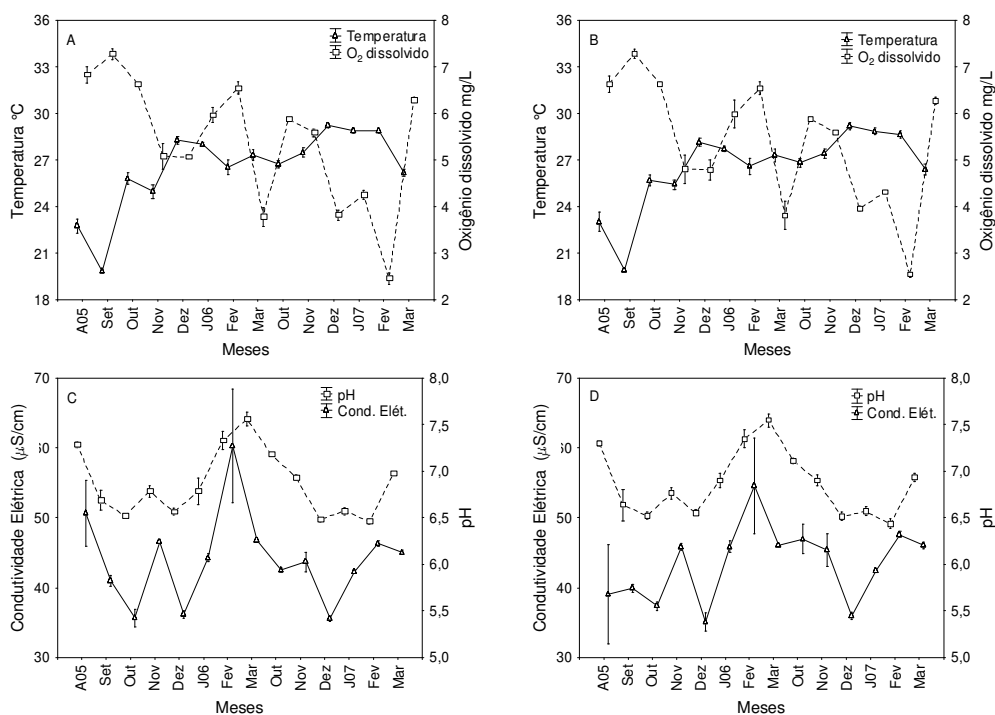 A
Temperatura
O₂ dissolvido
36
33
30
27
24
21
18
Temperatura ºC
8
7
6
5
4
3
2
Oxigênio dissolvido mg/L
A05 Set Out Nov Dez J06 Fev Mar Out Nov Dez J07 Fev Mar
Meses
B
Temperatura
O₂ dissolvido
36
33
30
27
24
21
18
Temperatura ºC
8
7
6
5
4
3
2
Oxigênio dissolvido mg/L
A05 Set Out Nov Dez J06 Fev Mar Out Nov Dez J07 Fev Mar
Meses
C
pH
Cond. Elét.
70
60
50
40
30
Condutividade Elétrica (µS/cm)
8,0
7,5
7,0
6,5
6,0
5,5
5,0
pH
A05 Set Out Nov Dez J06 Fev Mar Out Nov Dez J07 Fev Mar
Meses
D
pH
Cond. Elét.
70
60
50
40
30
Condutividade Elétrica (µS/cm)
8,0
7,5
7,0
6,5
6,0
5,5
5,0
pH
A05 Set Out Nov Dez J06 Fev Mar Out Nov Dez J07 Fev Mar
Meses